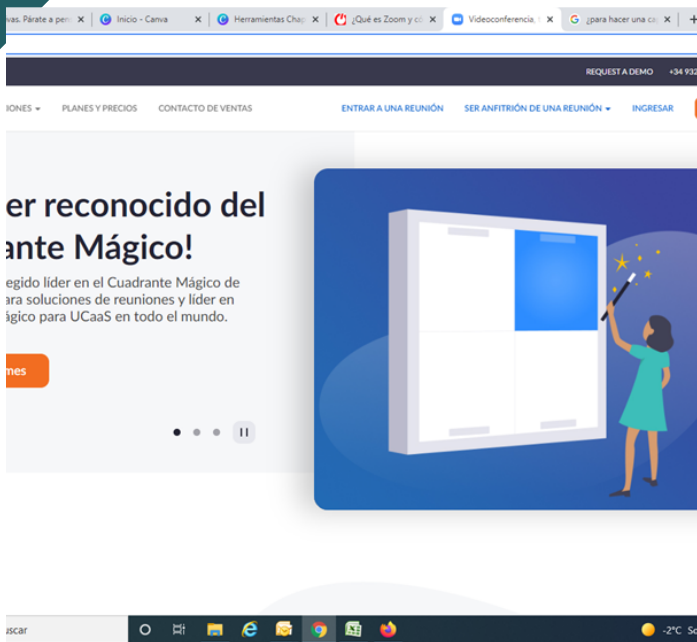 vas. Párate a pen
Inicio - Canva
Herramientas Chap
¿Qué es Zoom y có
Videoconferencia,
¿para hacer una ca
REQUEST A DEMO +34 932
IONES PLANES Y PRECIOS CONTACTO DE VENTAS ENTRAR A UNA REUNIÓN SER ANFITRIÓN DE UNA REUNIÓN INGRESAR
er reconocido del
ante Mágico!
egido líder en el Cuadrante Mágico de
ara soluciones de reuniones y líder en
ágico para UCaaS en todo el mundo.
mes
uscar
-2°C So